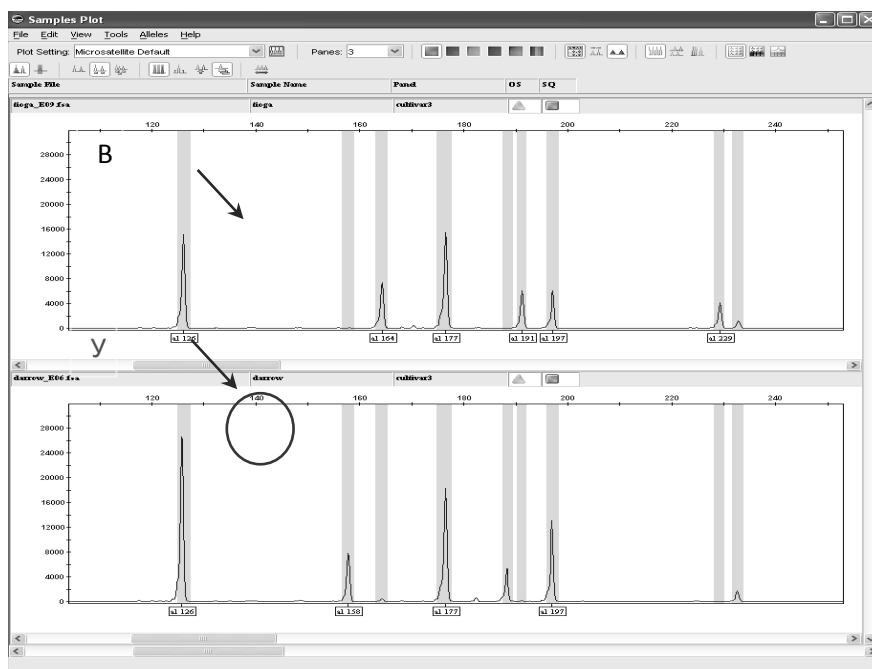 Samples Plot
File Edit View Tools Alleles Help
Plot Setting: Microsatellite Default Panes: 3
Sample File Sample Name Panel OS SQ
tioga_E09.fsa tioga cultivar3
120 140 160 180 200 220 240
B
28000
24000
20000
16000
12000
8000
4000
0
al 126 al 164 al 177 al 191 al 197 al 229
y
darrow_E06.fsa darrow cultivar3
120 140 160 180 200 220 240
28000
24000
20000
16000
12000
8000
4000
0
al 126 al 158 al 177 al 197